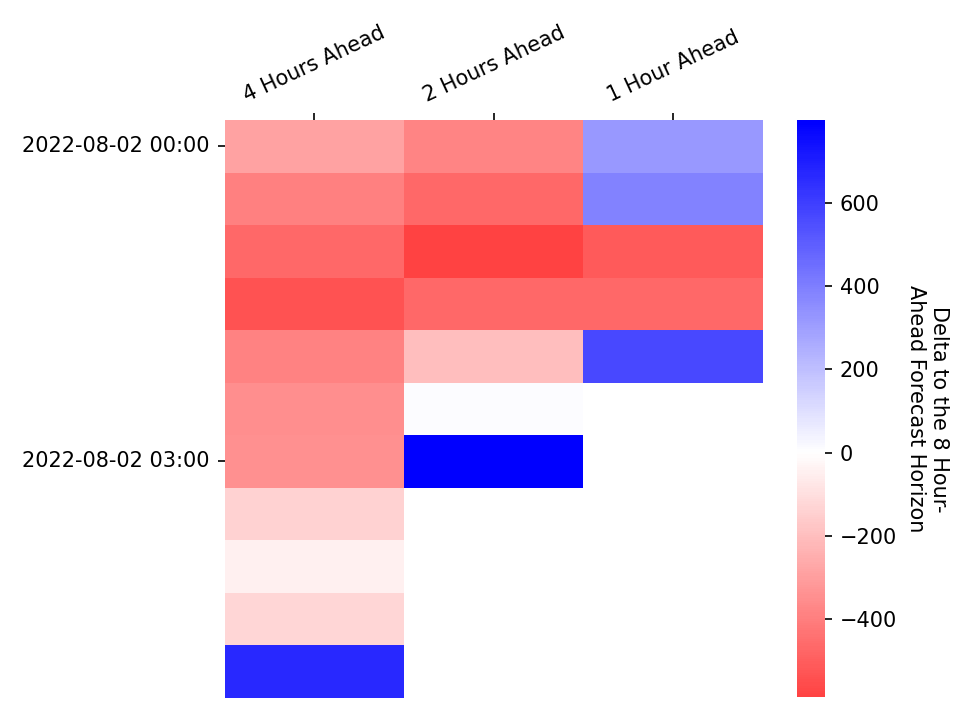 4 Hours Ahead
2 Hours Ahead
1 Hour Ahead
2022-08-02 00:00
2022-08-02 03:00
600
400
200
0
−200
−400
Delta to the 8 Hour-
Ahead Forecast Horizon